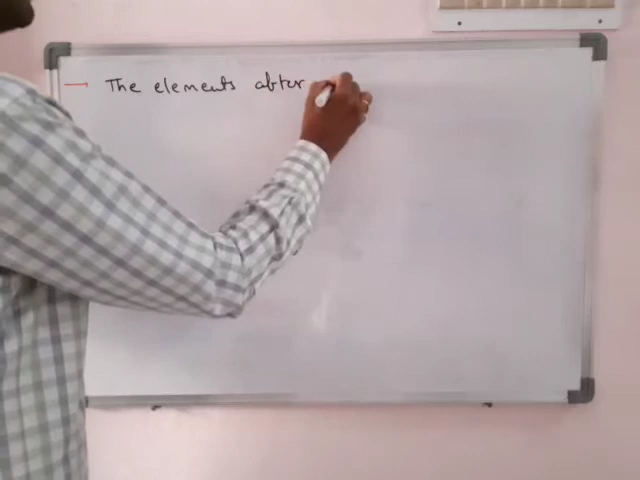 → The elements after